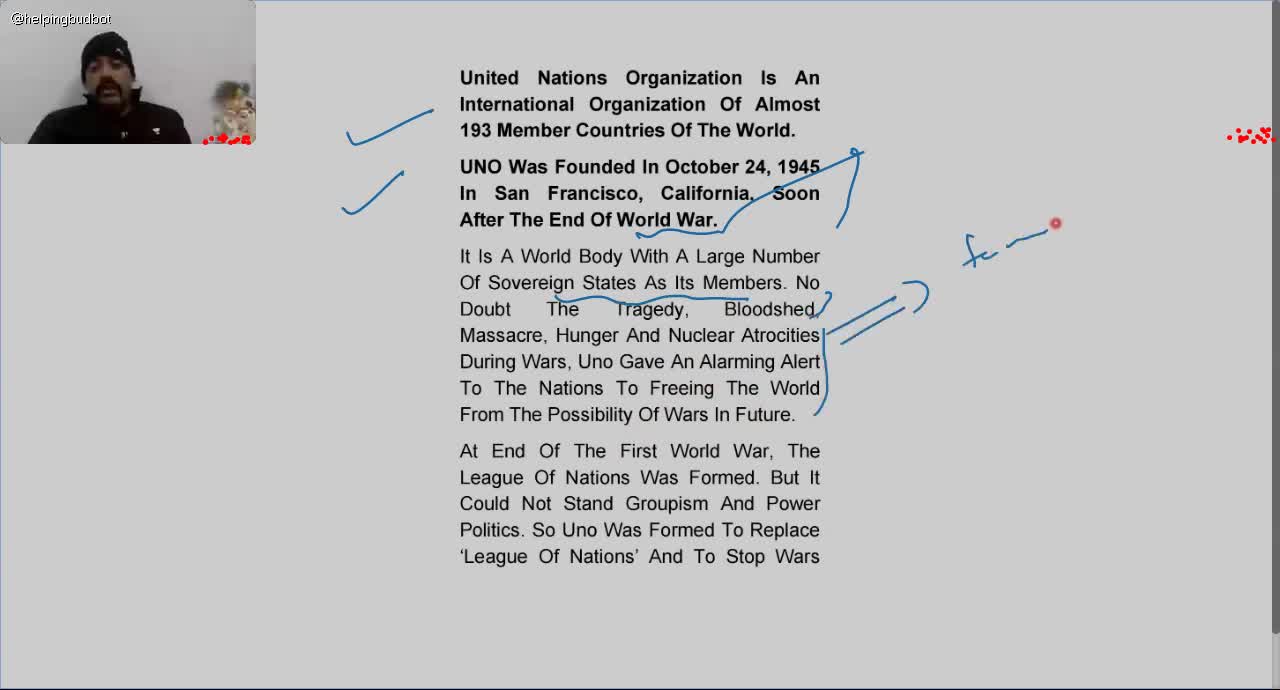 @helpingbudbot
United Nations Organization Is An
International Organization Of Almost
193 Member Countries Of The World.
UNO Was Founded In October 24, 1945
In San Francisco, California, Soon
After The End Of World War.
It Is A World Body With A Large Number
Of Sovereign States As Its Members. No
Doubt The Tragedy, Bloodshed,
Massacre, Hunger And Nuclear Atrocities
During Wars, Uno Gave An Alarming Alert
To The Nations To Freeing The World
From The Possibility Of Wars In Future.
At End Of The First World War, The
League Of Nations Was Formed. But It
Could Not Stand Groupism And Power
Politics. So Uno Was Formed To Replace
‘League Of Nations’ And To Stop Wars